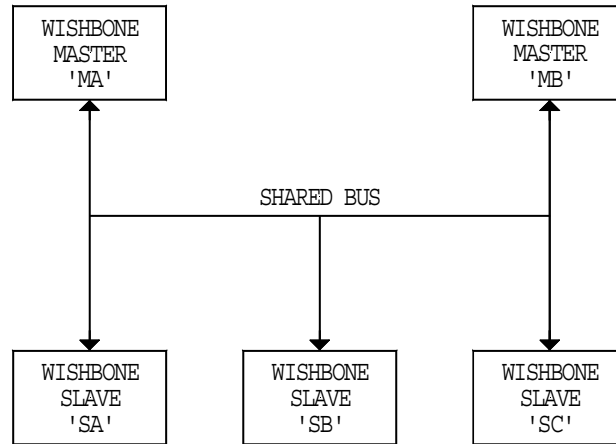 WISHBONE
MASTER
'MA'
WISHBONE
MASTER
'MB'
SHARED BUS
WISHBONE
SLAVE
'SA'
WISHBONE
SLAVE
'SB'
WISHBONE
SLAVE
'SC'